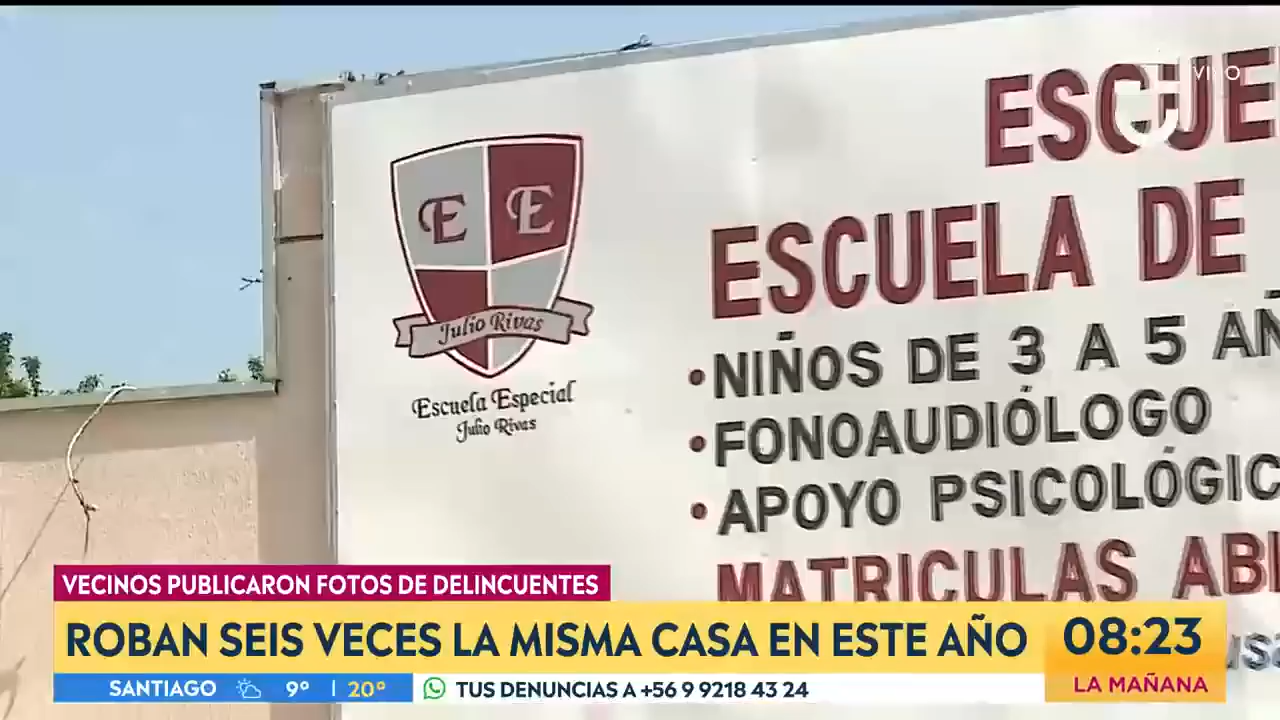 VIVO
ESCUE
ESCUELA DE
E E
Julio Rivas
Escuela Especial
Julio Rivas
•NIÑOS DE 3 A 5 AÑ
•FONOAUDIÓLOGO
•APOYO PSICOLÓGIC
MATRICULAS ABI
VECINOS PUBLICARON FOTOS DE DELINCUENTES
ROBAN SEIS VECES LA MISMA CASA EN ESTE AÑO
08:23
LA MAÑANA
SANTIAGO 9° | 20°
TUS DENUNCIAS A +56 9 9218 43 24